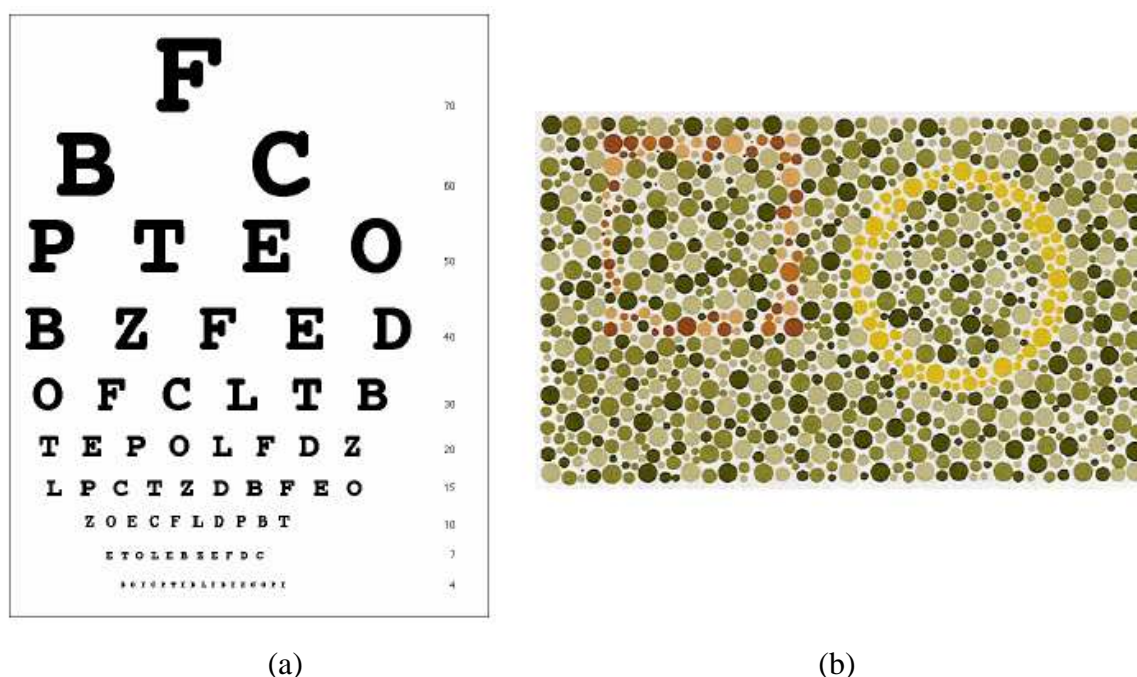 F
70
B C
60
P T E O
50
B Z F E D
40
O F C L T B
30
T E P O L F D Z
20
L P C T Z D B F E O
15
Z O E C F L D P B T
10
E T O L E B Z E F D C
7
4
(a)
(b)